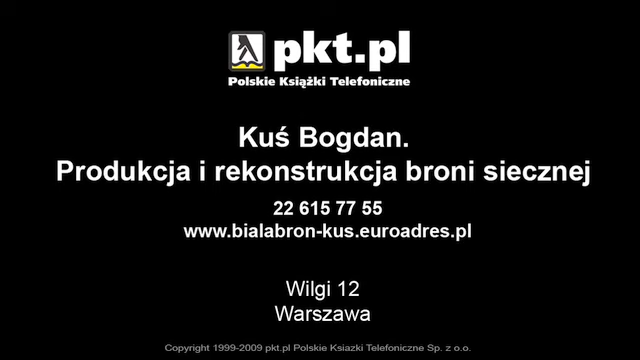 pkt.pl
Polskie Książki Telefoniczne
Kuś Bogdan.
Produkcja i rekonstrukcja broni siecznej
22 615 77 55
www.bialabron-kus.euroadres.pl
Wilgi 12
Warszawa
Copyright 1999-2009 pkt.pl Polskie Ksiazki Telefoniczne Sp. z o.o.